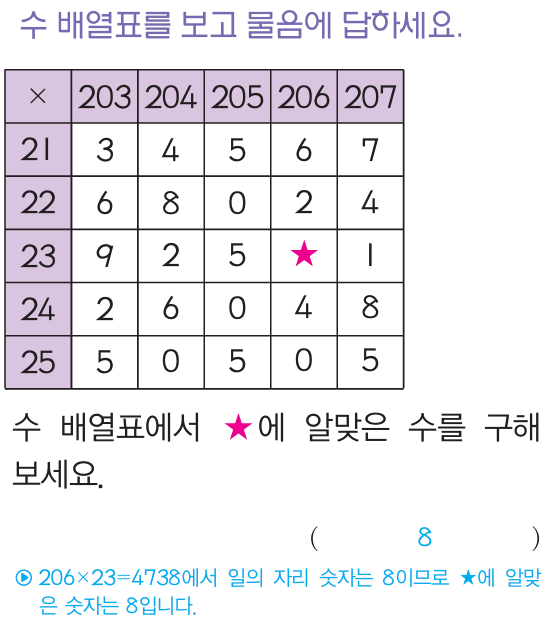 수 배열표를 보고 물음에 답하세요.
× 203 204 205 206 207
21 3 4 5 6 7
22 6 8 0 2 4
23 9 2 5 ★ 1
24 2 6 0 4 8
25 5 0 5 0 5
수 배열표에서 ★에 알맞은 수를 구해
보세요.
( 8 )
▶ 206×23=4738에서 일의 자리 숫자는 8이므로 ★에 알맞
은 숫자는 8입니다.